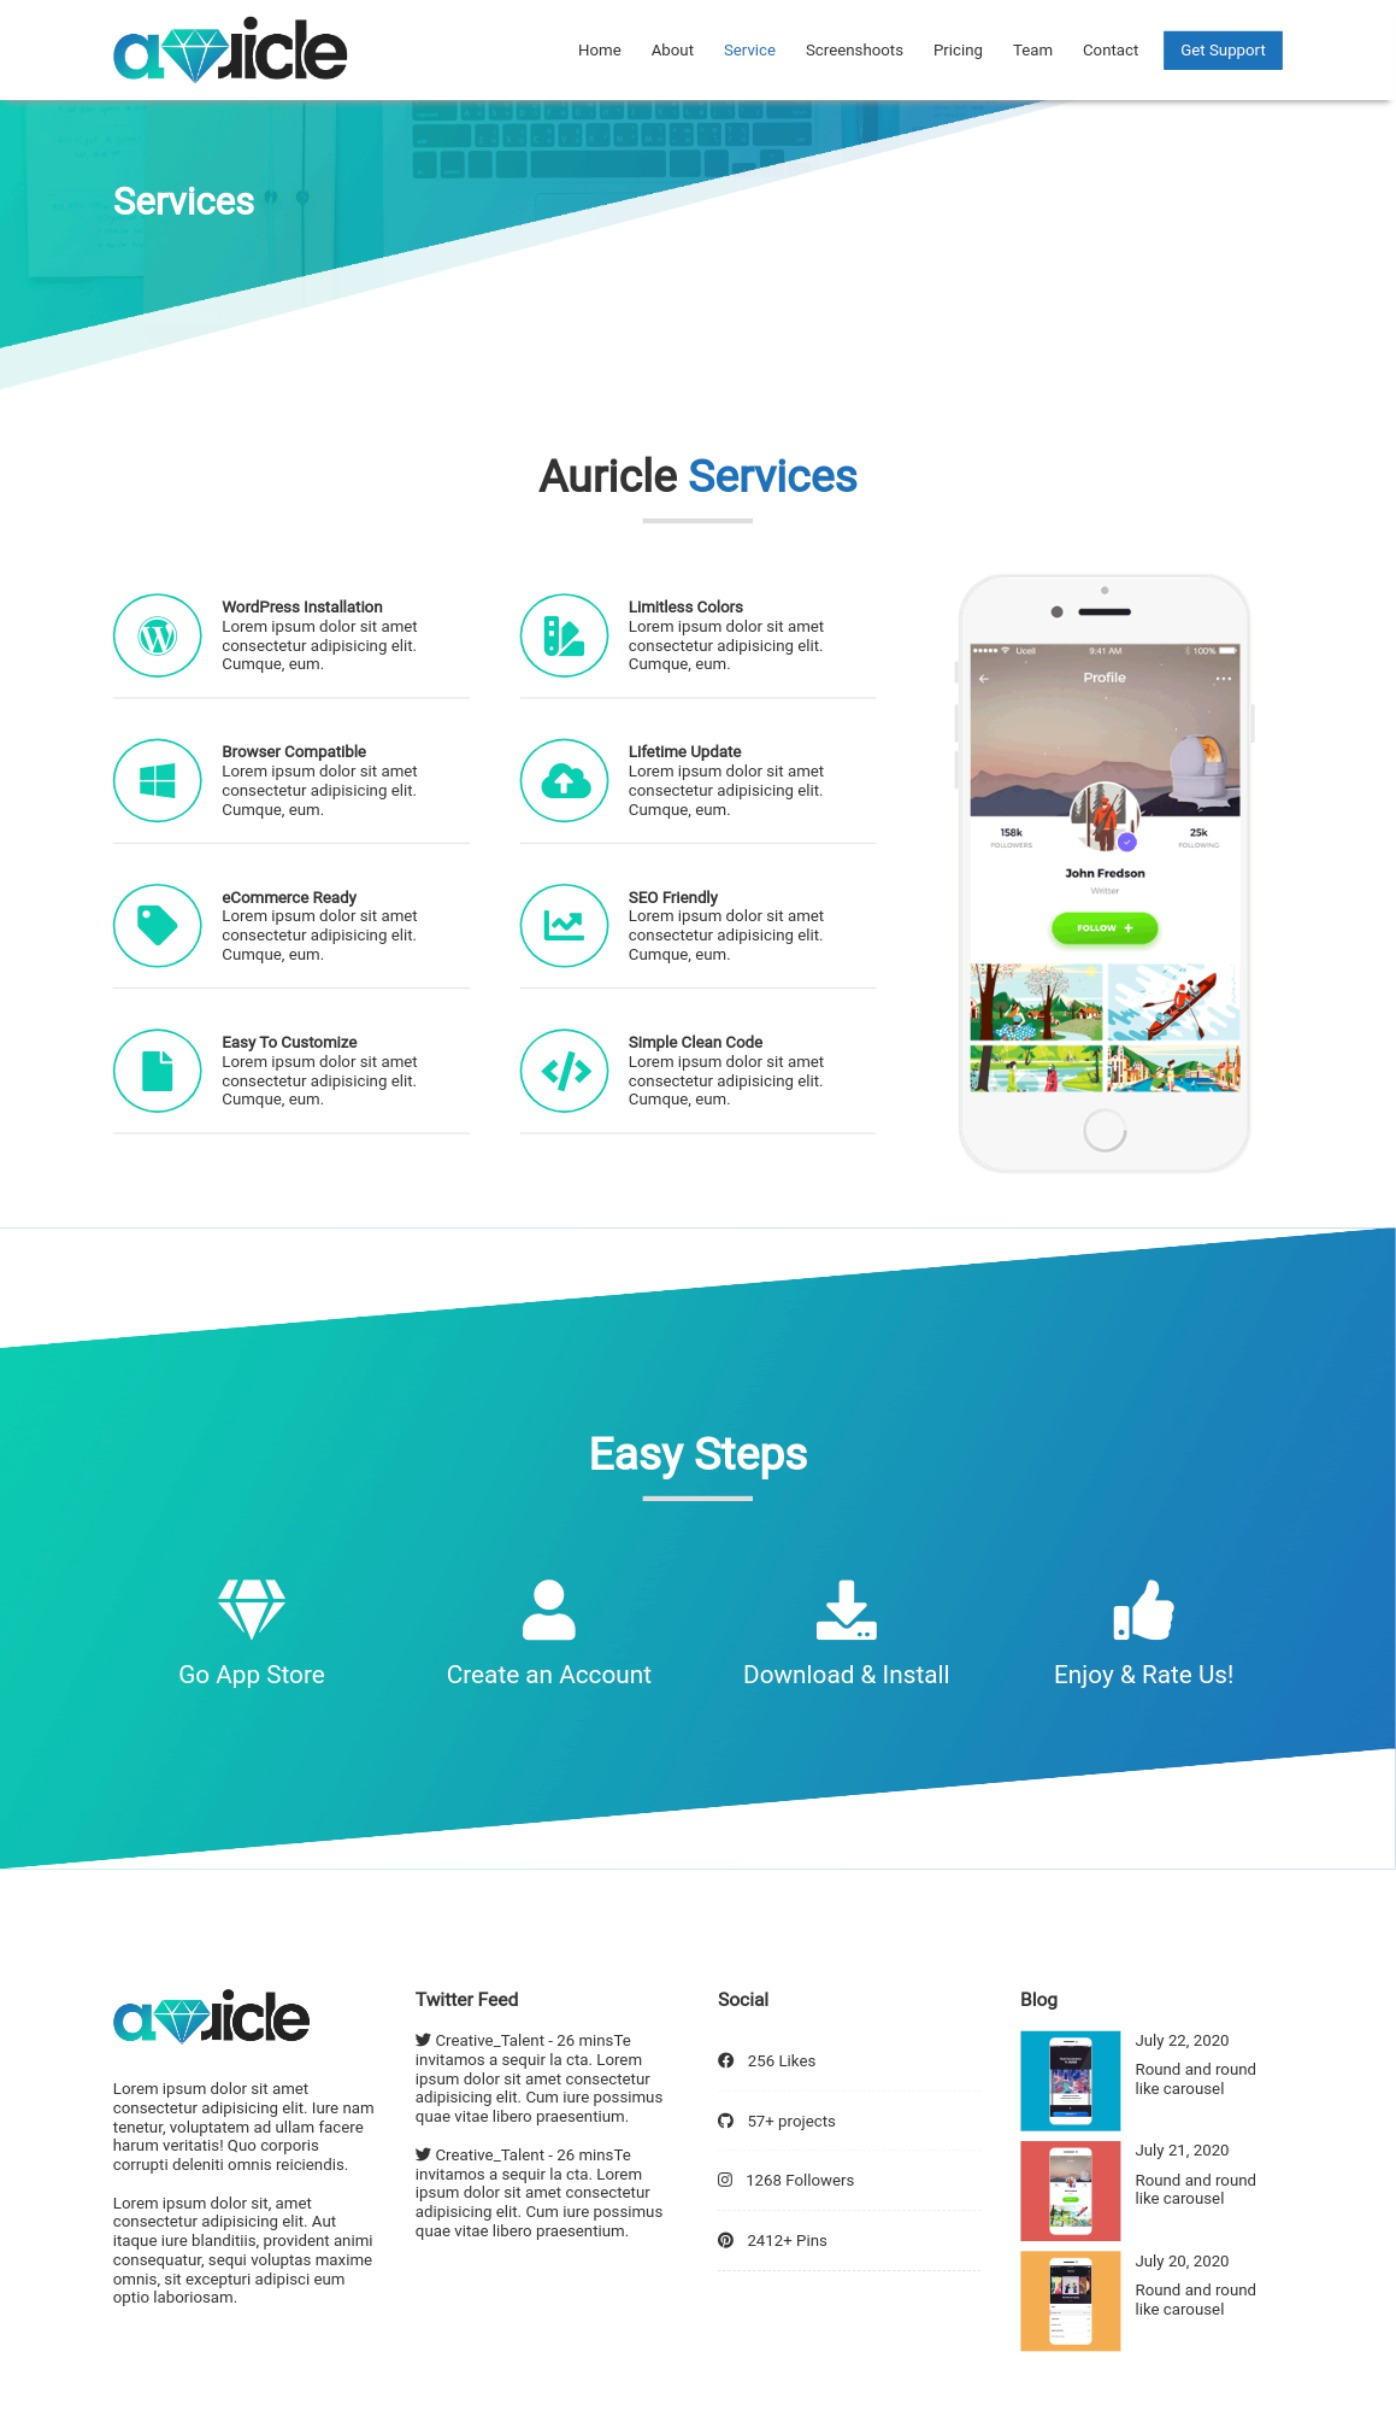 auricle
Home About Service Screenshoots Pricing Team Contact Get Support
Services
Auricle Services
WordPress Installation
Lorem ipsum dolor sit amet
consectetur adipisicing elit.
Cumque, eum.
Limitless Colors
Lorem ipsum dolor sit amet
consectetur adipisicing elit.
Cumque, eum.
Browser Compatible
Lorem ipsum dolor sit amet
consectetur adipisicing elit.
Cumque, eum.
Lifetime Update
Lorem ipsum dolor sit amet
consectetur adipisicing elit.
Cumque, eum.
eCommerce Ready
Lorem ipsum dolor sit amet
consectetur adipisicing elit.
Cumque, eum.
SEO Friendly
Lorem ipsum dolor sit amet
consectetur adipisicing elit.
Cumque, eum.
Easy To Customize
Lorem ipsum dolor sit amet
consectetur adipisicing elit.
Cumque, eum.
Simple Clean Code
Lorem ipsum dolor sit amet
consectetur adipisicing elit.
Cumque, eum.
Ucell 9:41 AM 100%
Profile
158k
FOLLOWERS
25k
FOLLOWING
John Fredson
Writter
FOLLOW +
Easy Steps
Go App Store
Create an Account
Download & Install
Enjoy & Rate Us!
auricle
Lorem ipsum dolor sit amet
consectetur adipisicing elit. Iure nam
tenetur, voluptatem ad ullam facere
harum veritatis! Quo corporis
corrupti deleniti omnis reiciendis.
Lorem ipsum dolor sit, amet
consectetur adipisicing elit. Aut
itaque iure blanditiis, provident animi
consequatur, sequi voluptas maxime
omnis, sit excepturi adipisci eum
optio laboriosam.
Twitter Feed
Creative_Talent - 26 minsTe
invitamos a sequir la cta. Lorem
ipsum dolor sit amet consectetur
adipisicing elit. Cum iure possimus
quae vitae libero praesentium.
Creative_Talent - 26 minsTe
invitamos a sequir la cta. Lorem
ipsum dolor sit amet consectetur
adipisicing elit. Cum iure possimus
quae vitae libero praesentium.
Social
256 Likes
57+ projects
1268 Followers
2412+ Pins
Blog
July 22, 2020
Round and round
like carousel
July 21, 2020
Round and round
like carousel
July 20, 2020
Round and round
like carousel